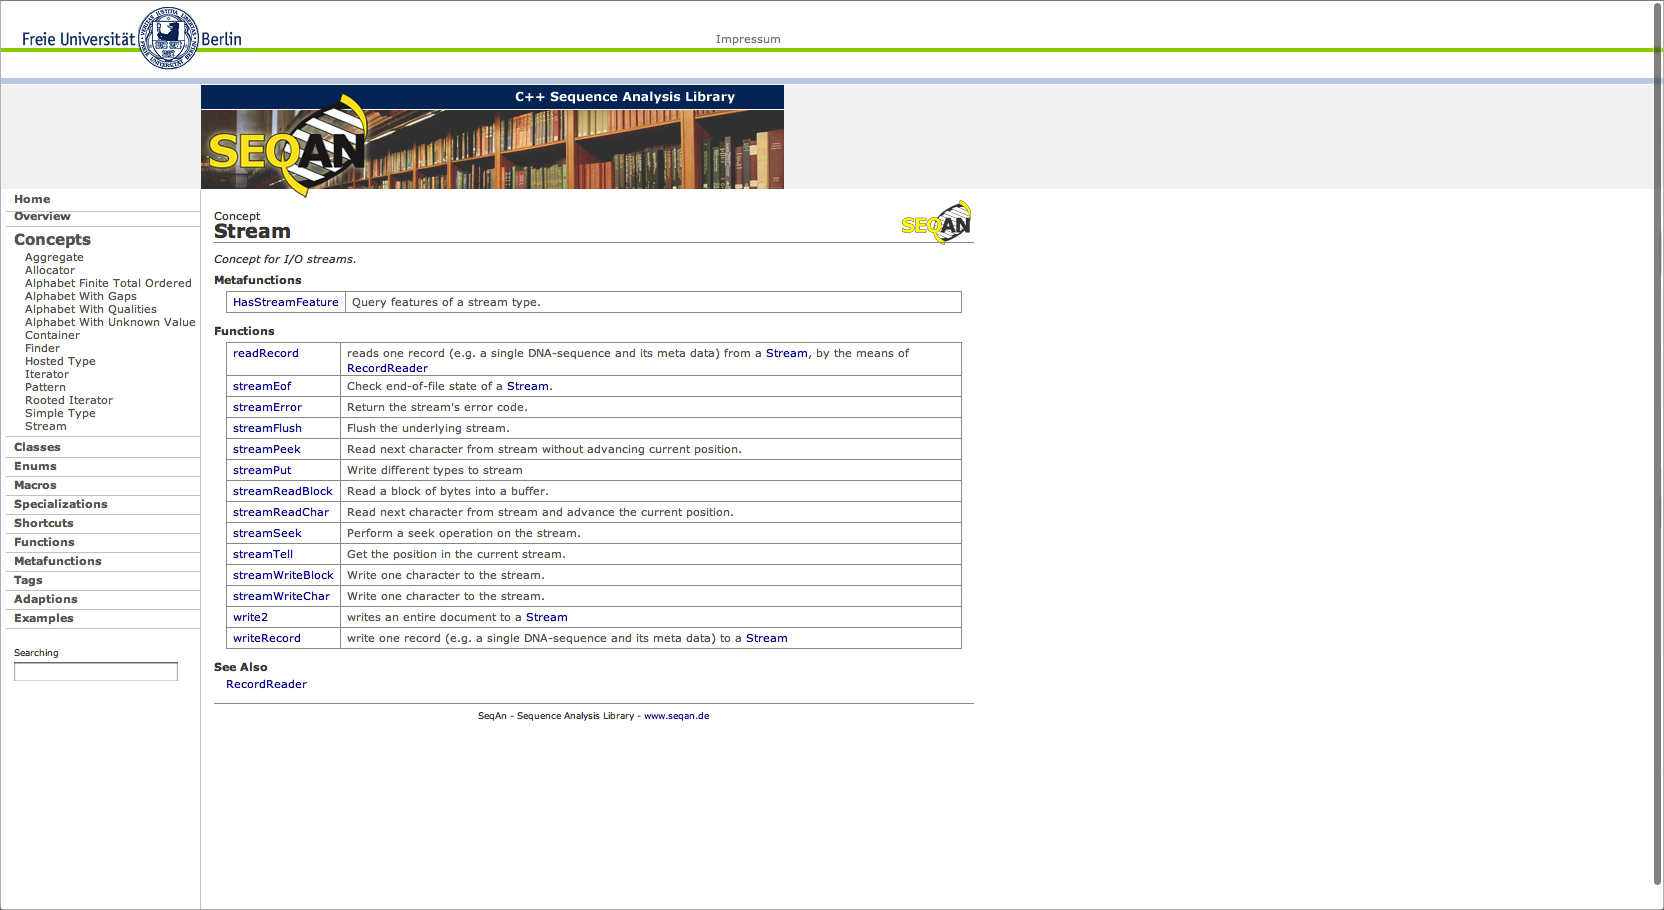 Freie Universität Berlin
Impressum
C++ Sequence Analysis Library
SEQAN
Home
Overview
Concepts
Aggregate
Allocator
Alphabet Finite Total Ordered
Alphabet With Gaps
Alphabet With Qualities
Alphabet With Unknown Value
Container
Finder
Hosted Type
Iterator
Pattern
Rooted Iterator
Simple Type
Stream
Classes
Enums
Macros
Specializations
Shortcuts
Functions
Metafunctions
Tags
Adaptions
Examples
Searching
Concept
Stream
SEQAN
Concept for I/O streams.
Metafunctions
HasStreamFeature Query features of a stream type.
Functions
readRecord reads one record (e.g. a single DNA-sequence and its meta data) from a Stream, by the means of
RecordReader
streamEof Check end-of-file state of a Stream.
streamError Return the stream's error code.
streamFlush Flush the underlying stream.
streamPeek Read next character from stream without advancing current position.
streamPut Write different types to stream
streamReadBlock Read a block of bytes into a buffer.
streamReadChar Read next character from stream and advance the current position.
streamSeek Perform a seek operation on the stream.
streamTell Get the position in the current stream.
streamWriteBlock Write one character to the stream.
streamWriteChar Write one character to the stream.
write2 writes an entire document to a Stream
writeRecord write one record (e.g. a single DNA-sequence and its meta data) to a Stream
See Also
RecordReader
SeqAn - Sequence Analysis Library - www.seqan.de